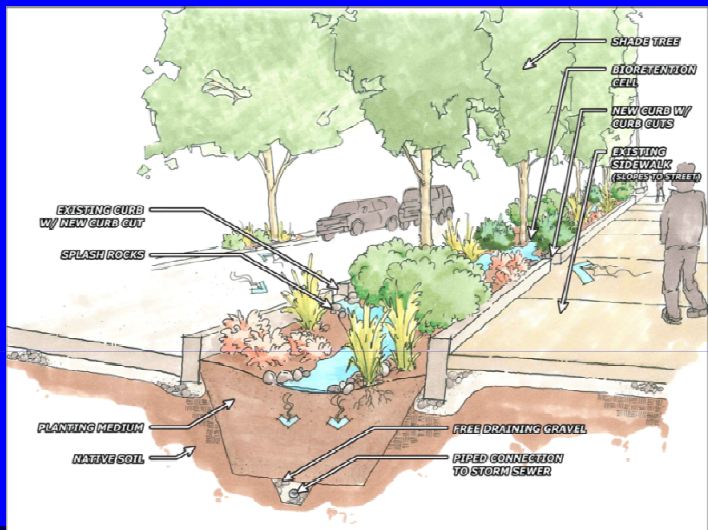 SHADE TREE
BIORETENTION
CELL
NEW CURB W/
CURB CUTS
EXISTING
SIDEWALK
(SLOPES TO STREET)
EXISTING CURB
W/ NEW CURB CUT
SPLASH ROCKS
PLANTING MEDIUM
NATIVE SOIL
FREE DRAINING GRAVEL
PIPED CONNECTION
TO STORM SEWER